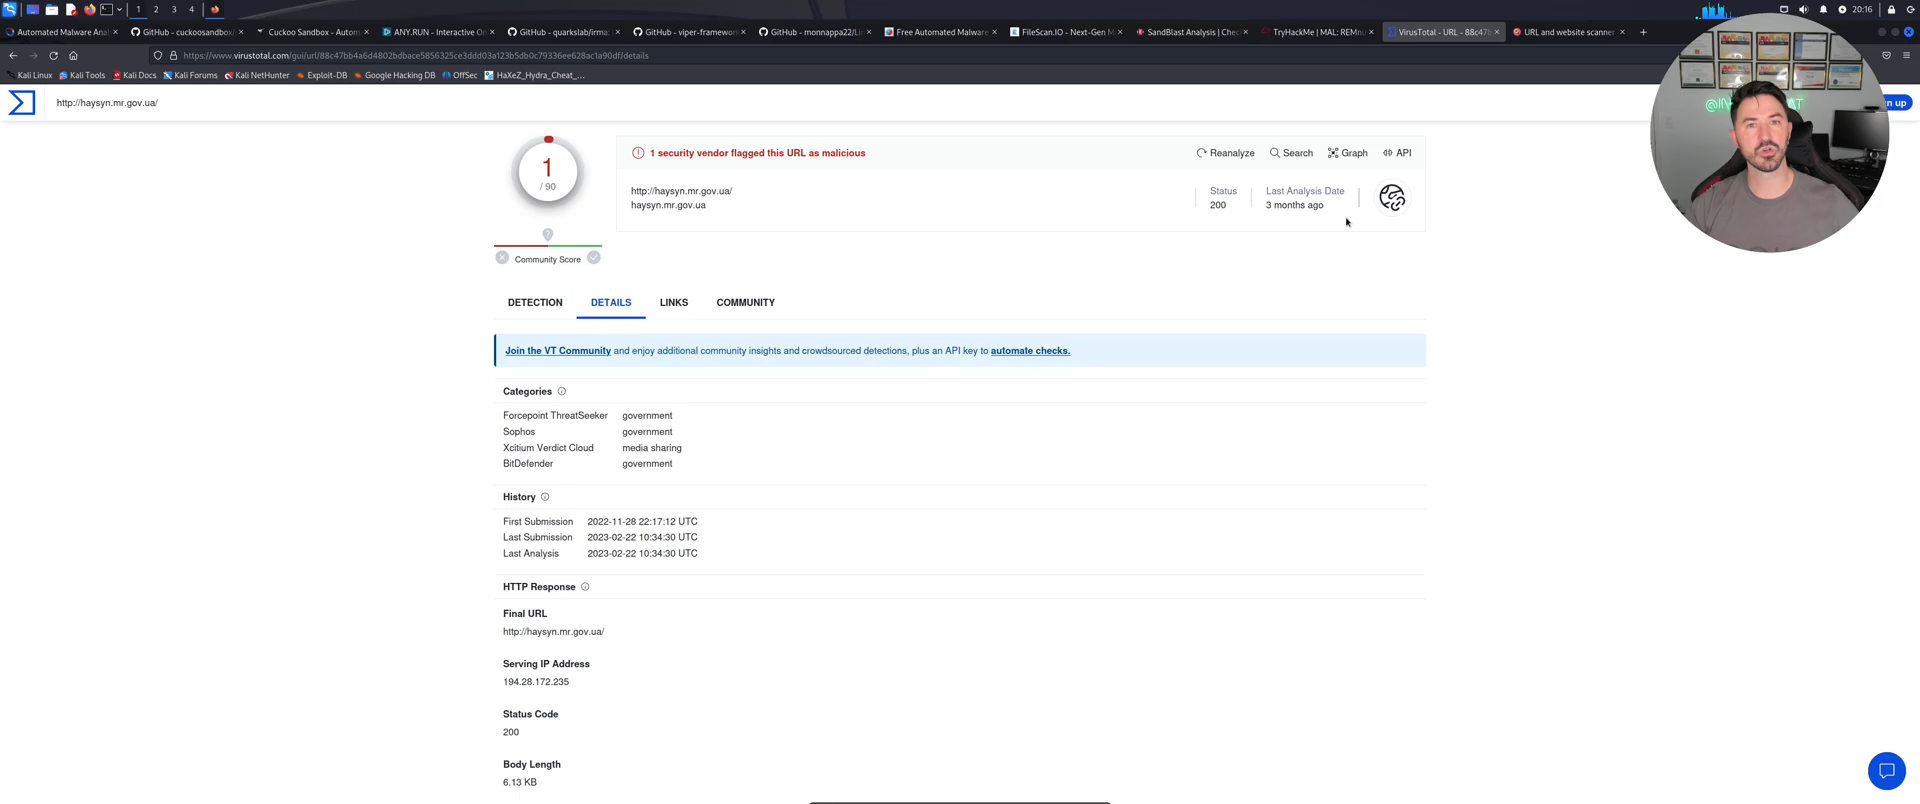 1 2 3 4 20:16
Automated Malware Anal
GitHub - cuckoosandbox/
Cuckoo Sandbox - Autom
ANY.RUN - Interactive On
GitHub - quarkslab/irma:
GitHub - viper-framework
GitHub - monnappa22/Li
Free Automated Malware
FileScan.IO - Next-Gen M
SandBlast Analysis | Chec
TryHackMe | MAL: REMnu
VirusTotal - URL - 88c47b
URL and website scanner
https://www.virustotal.com/gui/url/88c47bb4a6d4802bdbace5856325ce3ddd03a123b5db0c79336ee628ac1a90df/details
Kali Linux Kali Tools Kali Docs Kali Forums Kali NetHunter Exploit-DB Google Hacking DB OffSec HaXeZ_Hydra_Cheat_...
http://haysyn.mr.gov.ua/
n up
1
/ 90
1 security vendor flagged this URL as malicious
Reanalyze Search Graph API
http://haysyn.mr.gov.ua/
haysyn.mr.gov.ua
Status
200
Last Analysis Date
3 months ago
?
Community Score
DETECTION DETAILS LINKS COMMUNITY
Join the VT Community and enjoy additional community insights and crowdsourced detections, plus an API key to automate checks.
Categories
Forcepoint ThreatSeeker government
Sophos government
Xcitium Verdict Cloud media sharing
BitDefender government
History
First Submission 2022-11-28 22:17:12 UTC
Last Submission 2023-02-22 10:34:30 UTC
Last Analysis 2023-02-22 10:34:30 UTC
HTTP Response
Final URL
http://haysyn.mr.gov.ua/
Serving IP Address
194.28.172.235
Status Code
200
Body Length
6.13 KB